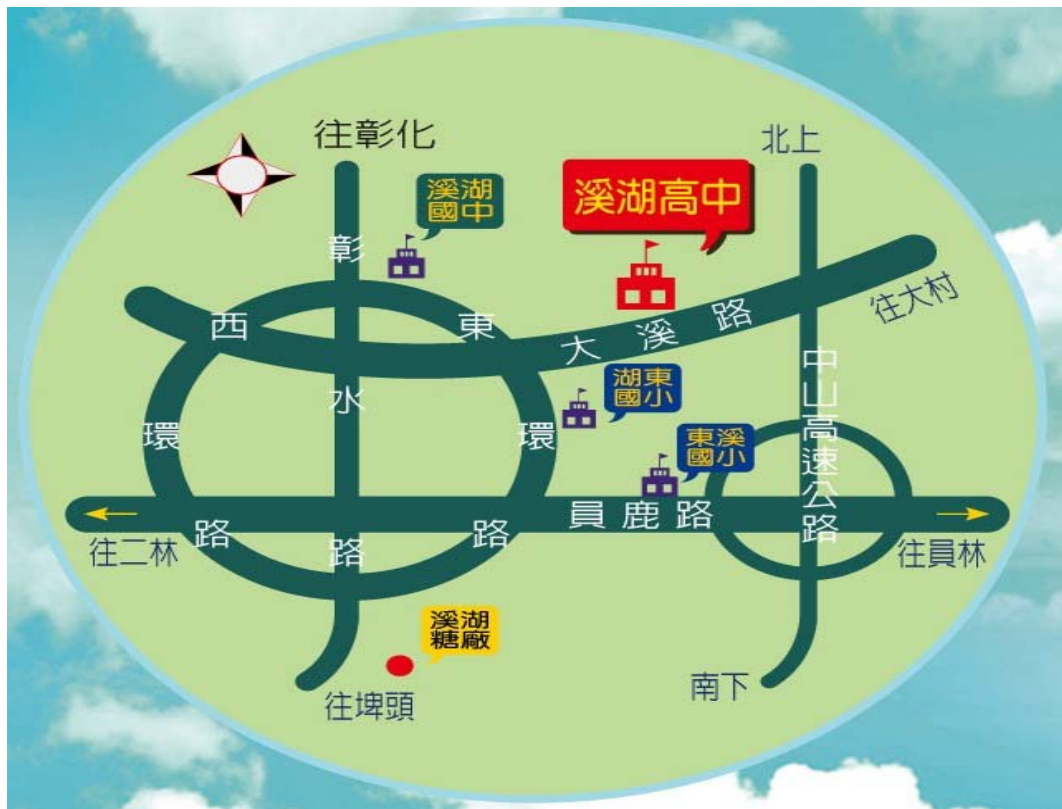 往彰化
北上
溪湖
國中
溪湖高中
彰水路
西環路
東環路
大溪路
往大村
中山高速公路
湖東
國小
東溪
國小
員鹿路
往二林
往員林
溪湖
糖廠
往埤頭
南下